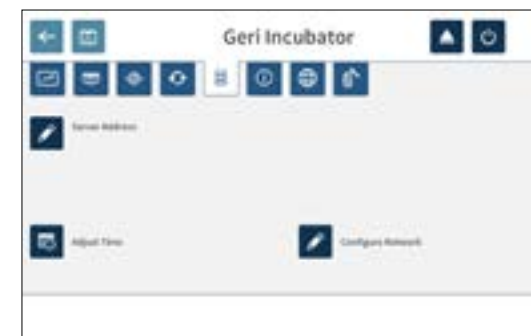 Geri Incubator
Server Address
Adjust Time
Configure Network